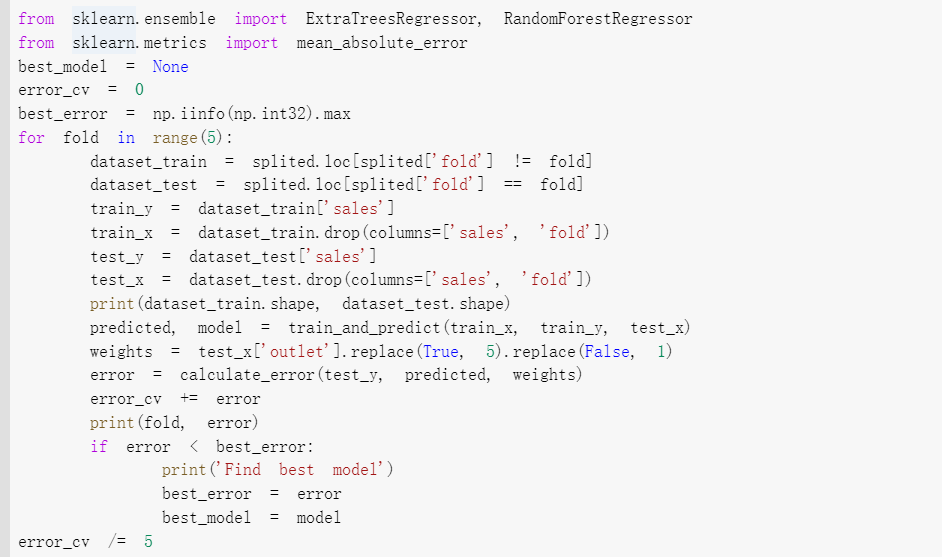 from sklearn.ensemble import ExtraTreesRegressor, RandomForestRegressor
from sklearn.metrics import mean_absolute_error
best_model = None
error_cv = 0
best_error = np.iinfo(np.int32).max
for fold in range(5):
        dataset_train = splited.loc[splited['fold'] != fold]
        dataset_test = splited.loc[splited['fold'] == fold]
        train_y = dataset_train['sales']
        train_x = dataset_train.drop(columns=['sales', 'fold'])
        test_y = dataset_test['sales']
        test_x = dataset_test.drop(columns=['sales', 'fold'])
        print(dataset_train.shape, dataset_test.shape)
        predicted, model = train_and_predict(train_x, train_y, test_x)
        weights = test_x['outlet'].replace(True, 5).replace(False, 1)
        error = calculate_error(test_y, predicted, weights)
        error_cv += error
        print(fold, error)
        if error < best_error:
                print('Find best model')
                best_error = error
                best_model = model
error_cv /= 5